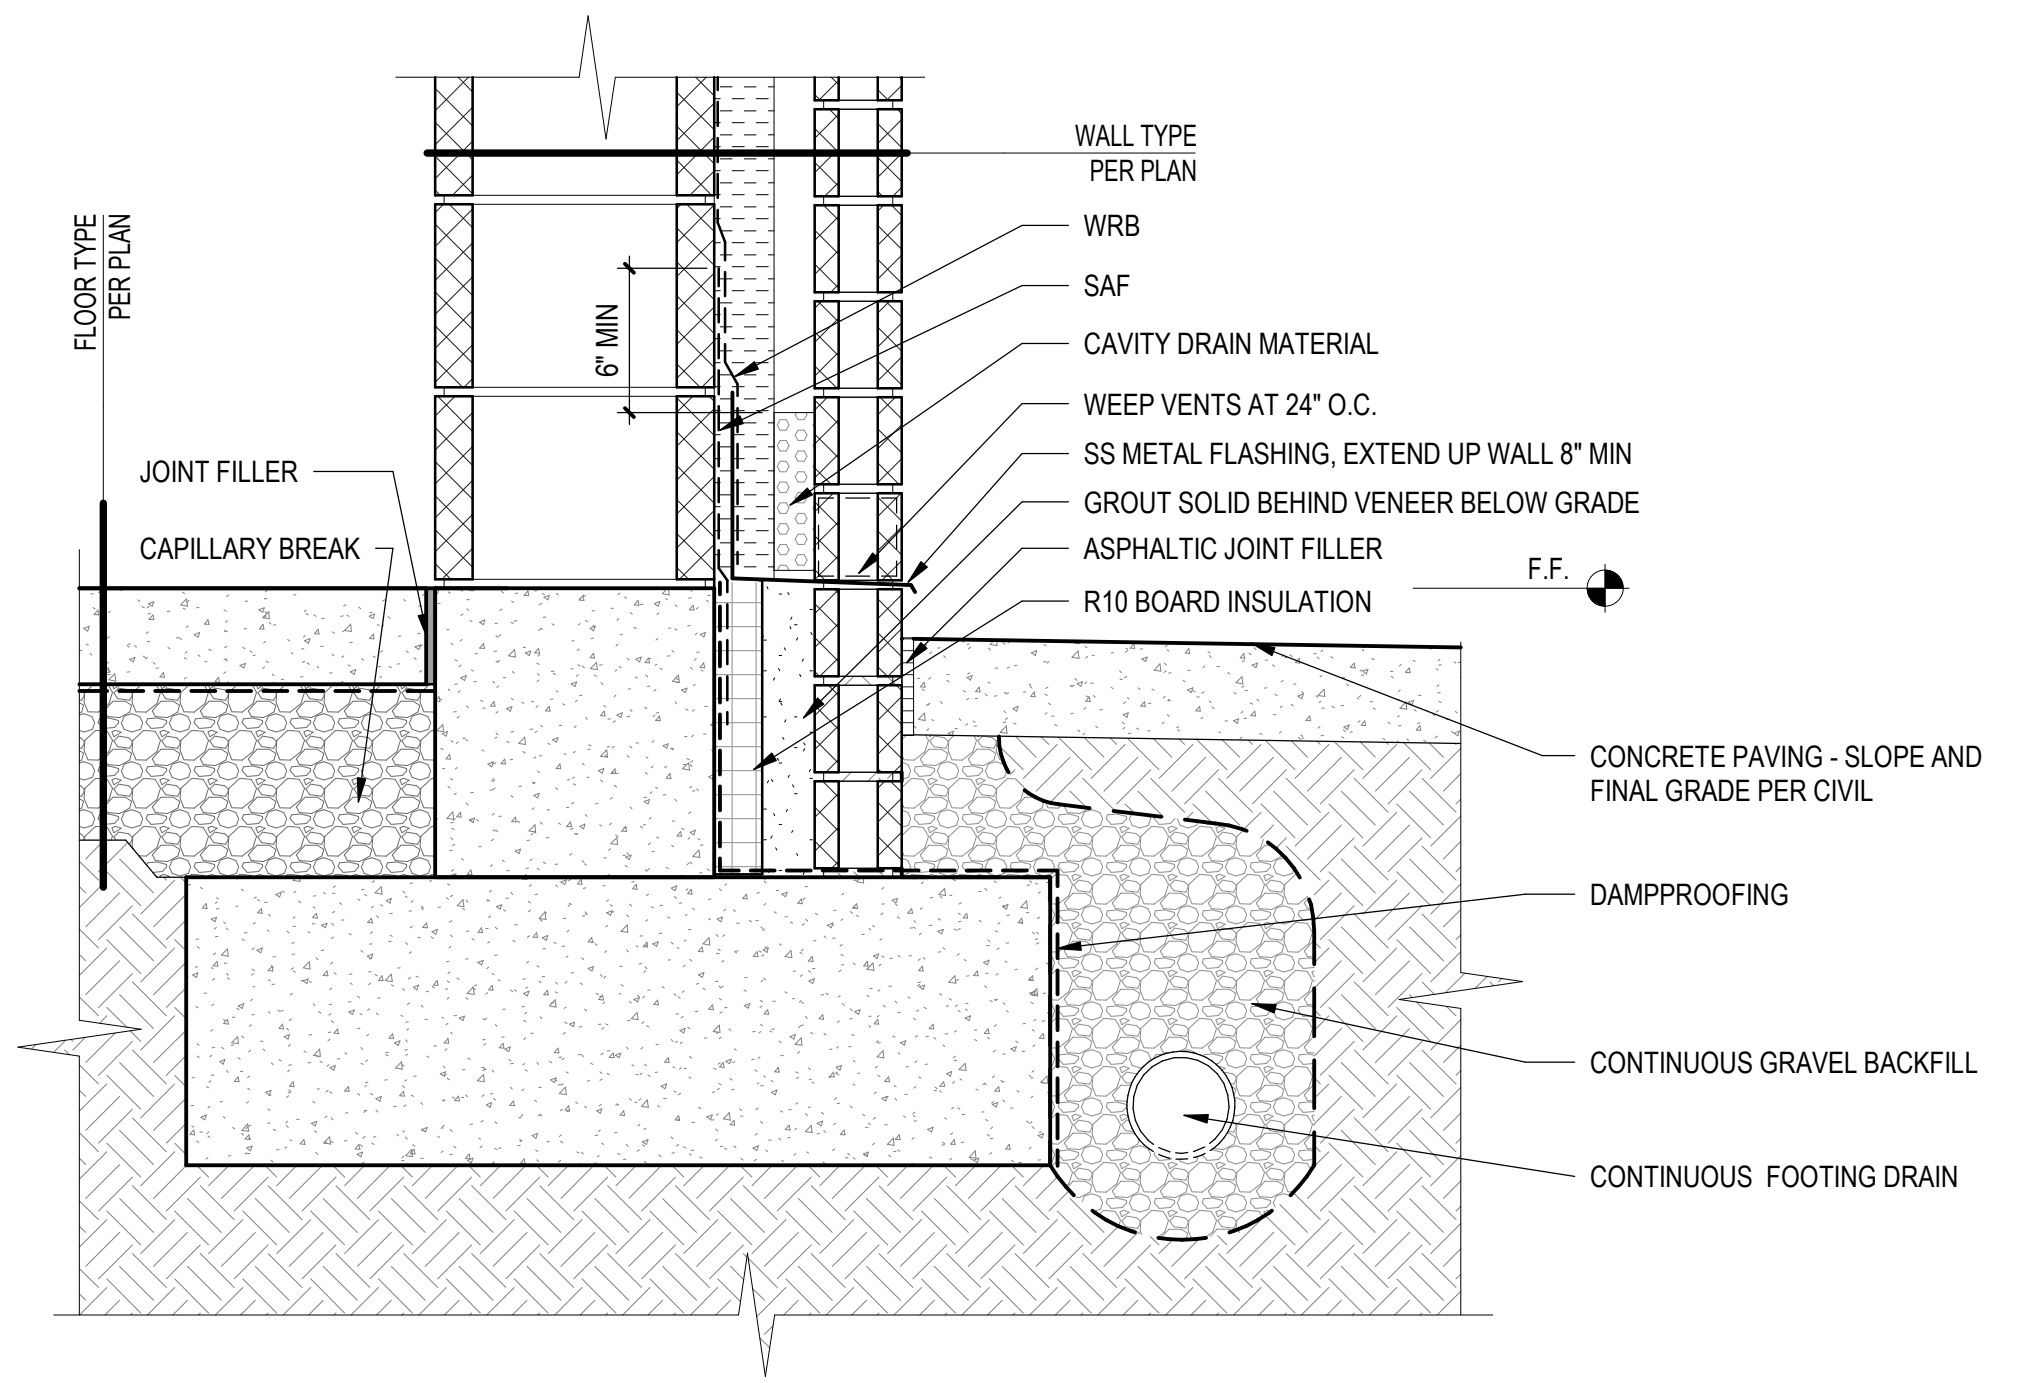 WALL TYPE
PER PLAN
FLOOR TYPE
PER PLAN
WRB
SAF
6" MIN
CAVITY DRAIN MATERIAL
WEEP VENTS AT 24" O.C.
SS METAL FLASHING, EXTEND UP WALL 8" MIN
JOINT FILLER
GROUT SOLID BEHIND VENEER BELOW GRADE
CAPILLARY BREAK
ASPHALTIC JOINT FILLER
F.F.
R10 BOARD INSULATION
CONCRETE PAVING - SLOPE AND
FINAL GRADE PER CIVIL
DAMPPROOFING
CONTINUOUS GRAVEL BACKFILL
CONTINUOUS FOOTING DRAIN